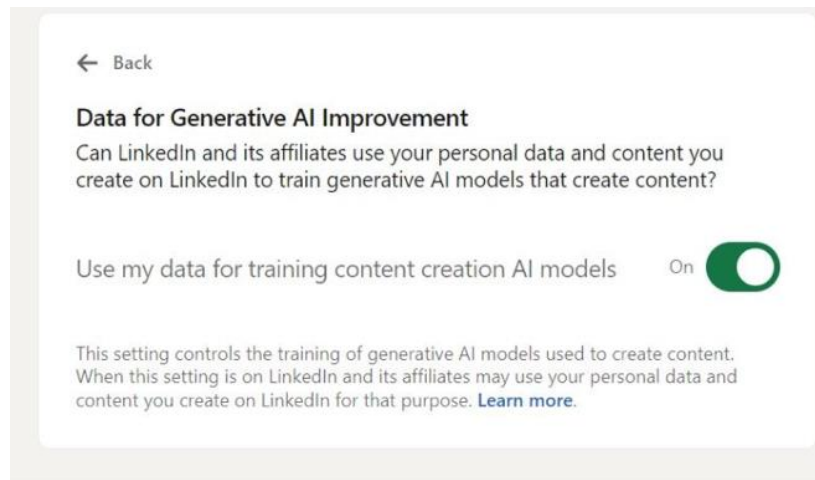 Back
Data for Generative AI Improvement
Can LinkedIn and its affiliates use your personal data and content you
create on LinkedIn to train generative AI models that create content?
Use my data for training content creation AI models On
This setting controls the training of generative AI models used to create content.
When this setting is on LinkedIn and its affiliates may use your personal data and
content you create on LinkedIn for that purpose. Learn more.